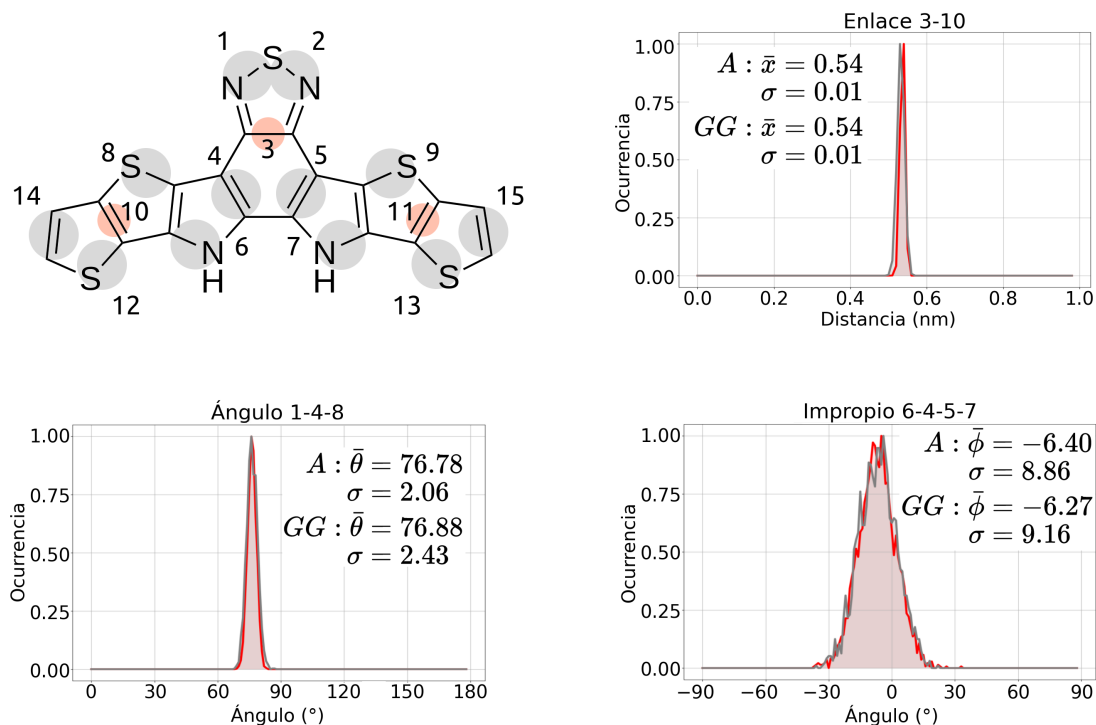 1
2
S
N
N
3
4
5
8
9
S
S
14
10
11
15
N
H
6
7
N
H
S
S
12
13
Enlace 3-10
Ocurrencia
1.00
0.75
0.50
0.25
0.00
A : x̄ = 0.54
σ = 0.01
GG : x̄ = 0.54
σ = 0.01
0.0 0.2 0.4 0.6 0.8 1.0
Distancia (nm)
Ángulo 1-4-8
Ocurrencia
1.00
0.75
0.50
0.25
0.00
A : θ̄ = 76.78
σ = 2.06
GG : θ̄ = 76.88
σ = 2.43
0 30 60 90 120 150 180
Ángulo (°)
Impropio 6-4-5-7
Ocurrencia
1.00
0.75
0.50
0.25
0.00
A : ϕ̄ = −6.40
σ = 8.86
GG : ϕ̄ = −6.27
σ = 9.16
−90 −60 −30 0 30 60 90
Ángulo (°)